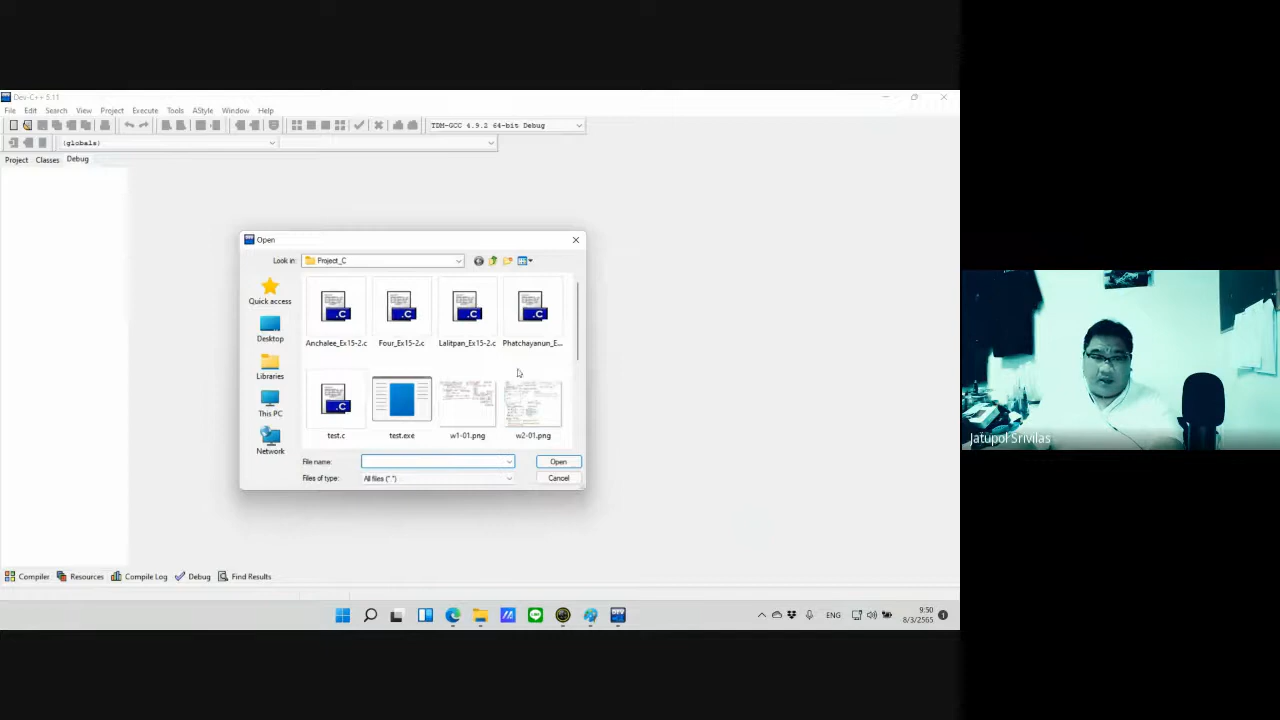 Dev-C++ 5.11
File Edit Search View Project Execute Tools AStyle Window Help
TDM-GCC 4.9.2 64-bit Debug
(globals)
Project Classes Debug
Open
Look in: Project_C
Quick access
Desktop
Libraries
This PC
Network
Anchalee_Ex15-2.c Four_Ex15-2.c Lalitpan_Ex15-2.c Phatchayanun_E...
test.c test.exe w1-01.png w2-01.png
File name: Open
Files of type: All files (*.*) Cancel
Jatupol Srivilas
Compiler Resources Compile Log Debug Find Results
ENG
9:50
8/3/2565
1